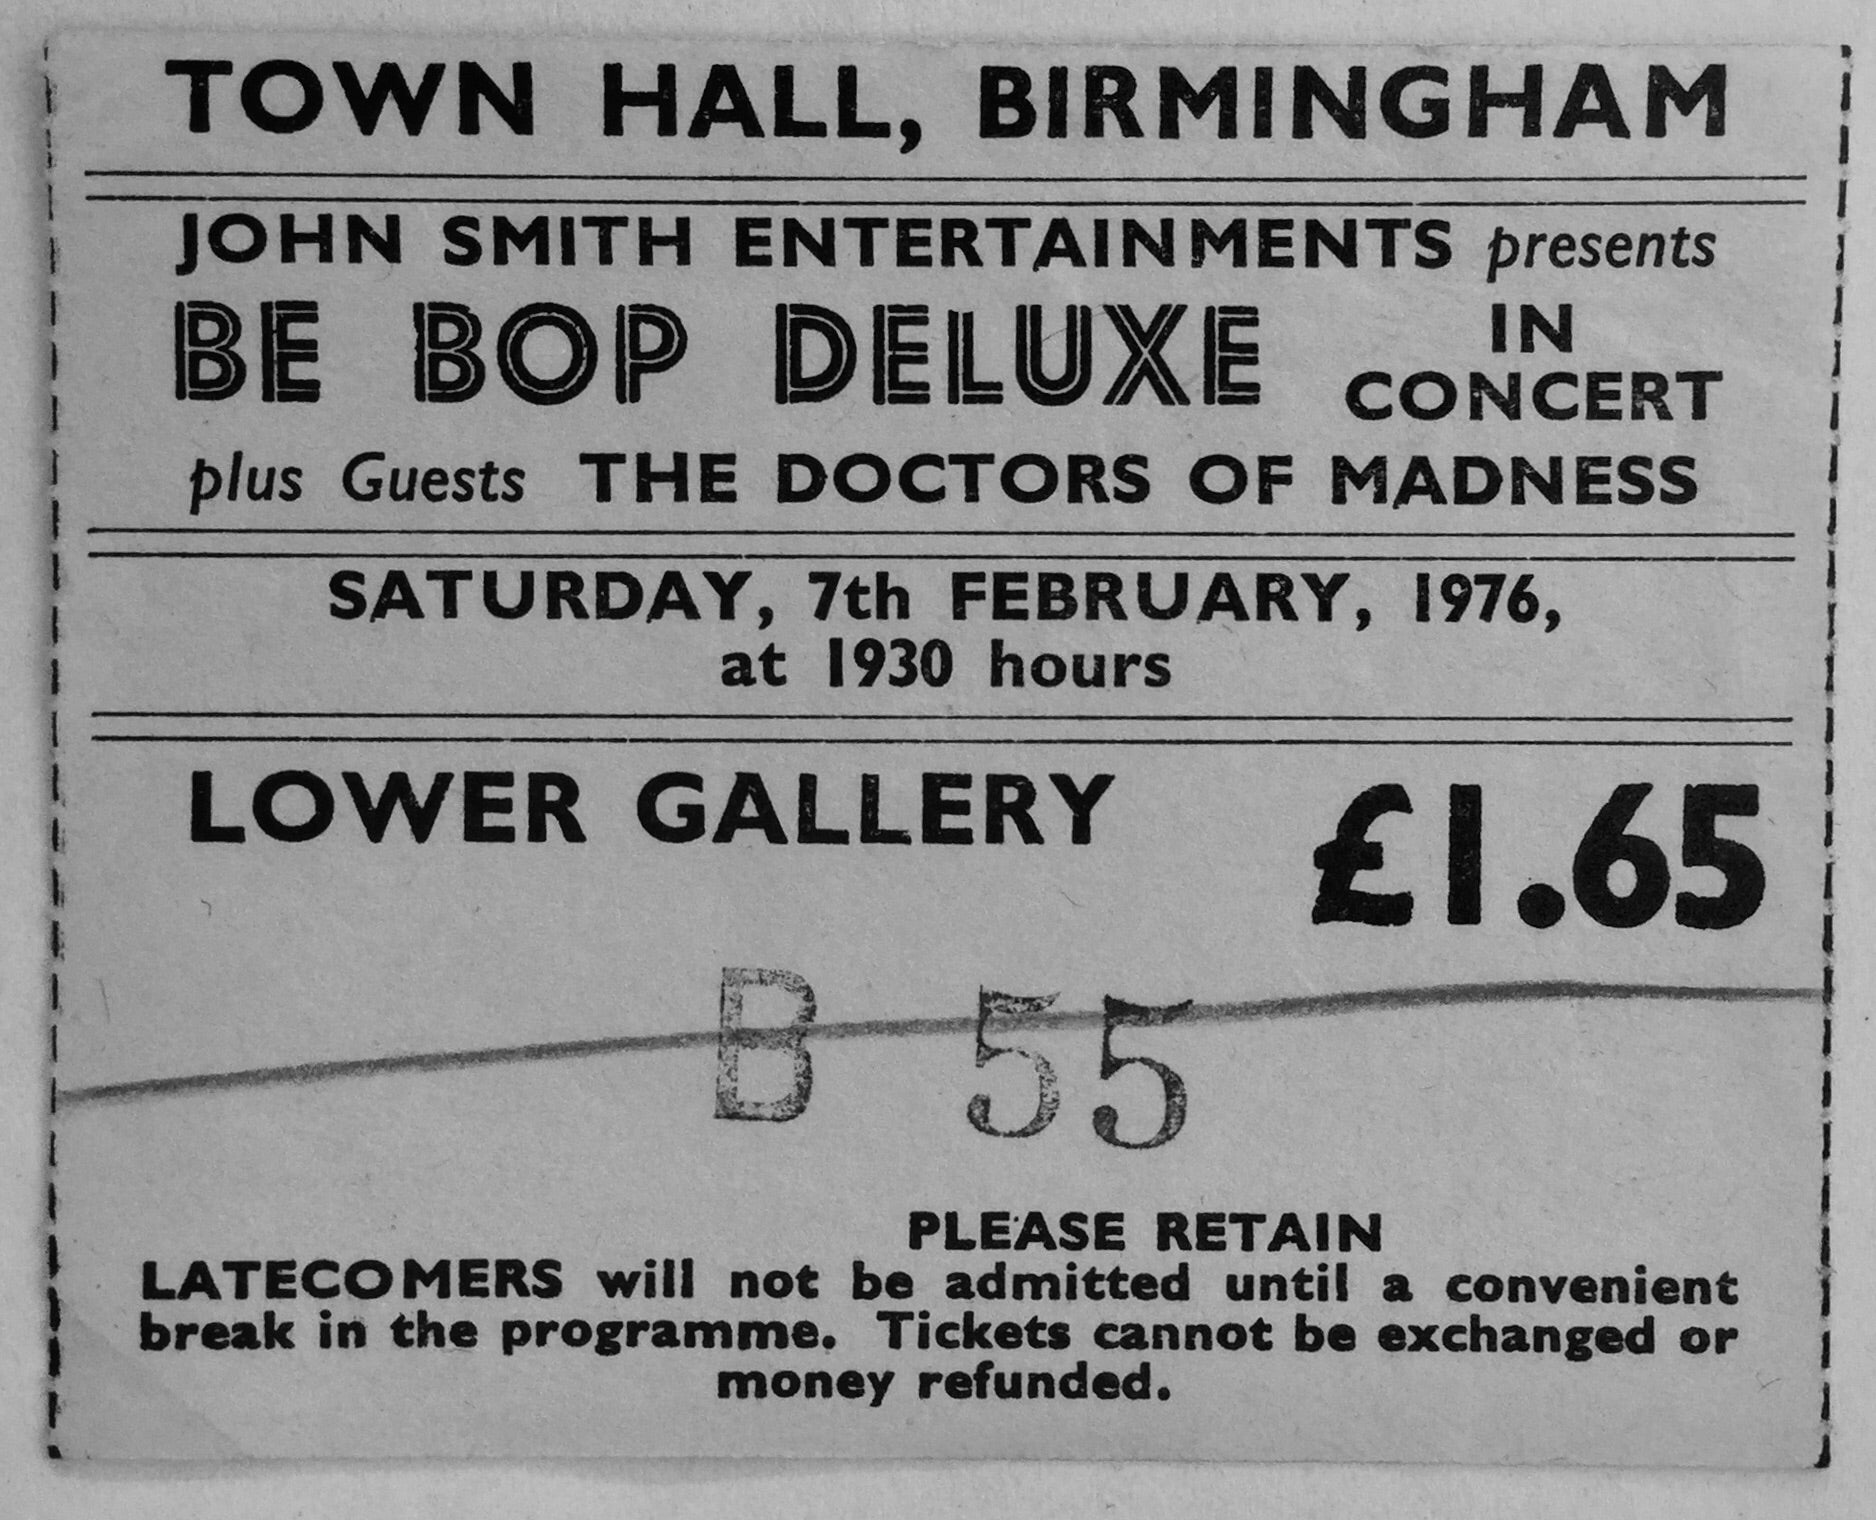 TOWN HALL, BIRMINGHAM
JOHN SMITH ENTERTAINMENTS presents
BE BOP DELUXE IN CONCERT
plus Guests THE DOCTORS OF MADNESS
SATURDAY, 7th FEBRUARY, 1976,
at 1930 hours
LOWER GALLERY £1.65
B 55
PLEASE RETAIN
LATECOMERS will not be admitted until a convenient
break in the programme. Tickets cannot be exchanged or
money refunded.